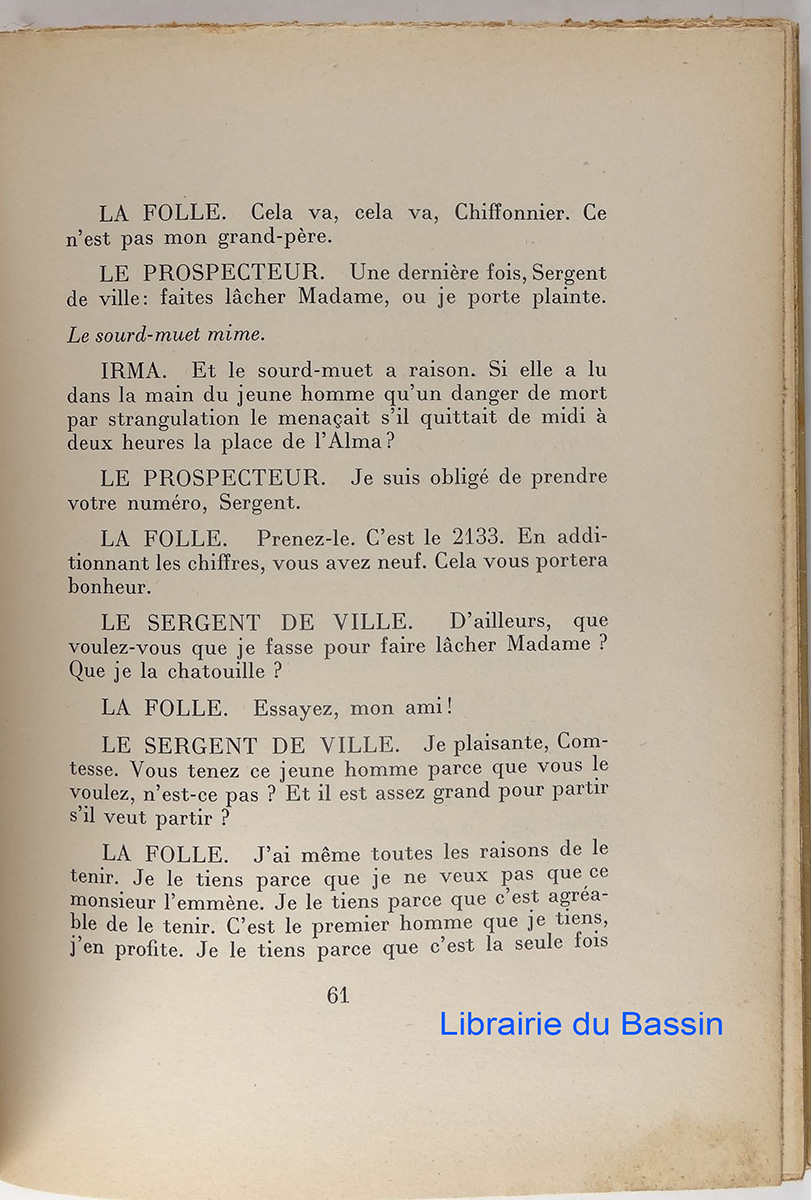 LA FOLLE. Cela va, cela va, Chiffonnier. Ce
n'est pas mon grand-père.
LE PROSPECTEUR. Une dernière fois, Sergent
de ville: faites lâcher Madame, ou je porte plainte.
Le sourd-muet mime.
IRMA. Et le sourd-muet a raison. Si elle a lu
dans la main du jeune homme qu'un danger de mort
par strangulation le menaçait s'il quittait de midi à
deux heures la place de l'Alma?
LE PROSPECTEUR. Je suis obligé de prendre
votre numéro, Sergent.
LA FOLLE. Prenez-le. C'est le 2133. En addi-
tionnant les chiffres, vous avez neuf. Cela vous portera
bonheur.
LE SERGENT DE VILLE. D'ailleurs, que
voulez-vous que je fasse pour faire lâcher Madame ?
Que je la chatouille ?
LA FOLLE. Essayez, mon ami!
LE SERGENT DE VILLE. Je plaisante, Com-
tesse. Vous tenez ce jeune homme parce que vous le
voulez, n'est-ce pas ? Et il est assez grand pour partir
s'il veut partir ?
LA FOLLE. J'ai même toutes les raisons de le
tenir. Je le tiens parce que je ne veux pas que ce
monsieur l'emmène. Je le tiens parce que c'est agréa-
ble de le tenir. C'est le premier homme que je tiens,
j'en profite. Je le tiens parce que c'est la seule fois
61
Librairie du Bassin